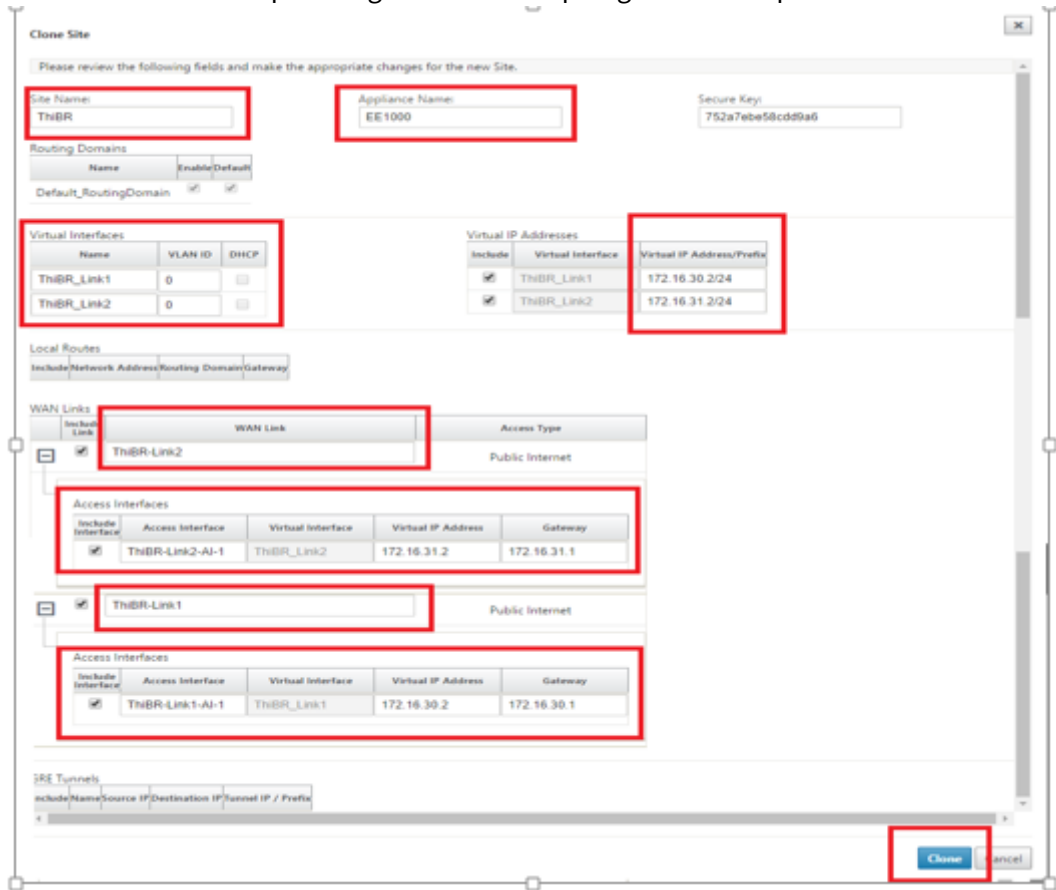 Clone Site
Please review the following fields and make the appropriate changes for the new Site.
Site Name: Appliance Name: Secure Key:
ThiBR EE1000 752a7ebe58cdd9a6
Routing Domains
Name Enable Default
Default_RoutingDomain
Virtual Interfaces Virtual IP Addresses
Name VLAN ID DHCP Include Virtual Interface Virtual IP Address/Prefix
ThiBR_Link1 0 ThiBR_Link1 172.16.30.2/24
ThiBR_Link2 0 ThiBR_Link2 172.16.31.2/24
Local Routes
Include Network Address Routing Domain Gateway
WAN Links
Include Link WAN Link Access Type
ThiBR-Link2 Public Internet
Access Interfaces
Include Interface Access Interface Virtual Interface Virtual IP Address Gateway
ThiBR-Link2-AI-1 ThiBR_Link2 172.16.31.2 172.16.31.1
ThiBR-Link1 Public Internet
Access Interfaces
Include Interface Access Interface Virtual Interface Virtual IP Address Gateway
ThiBR-Link1-AI-1 ThiBR_Link1 172.16.30.2 172.16.30.1
GRE Tunnels
Include Name Source IP Destination IP Tunnel IP / Prefix
Clone Cancel